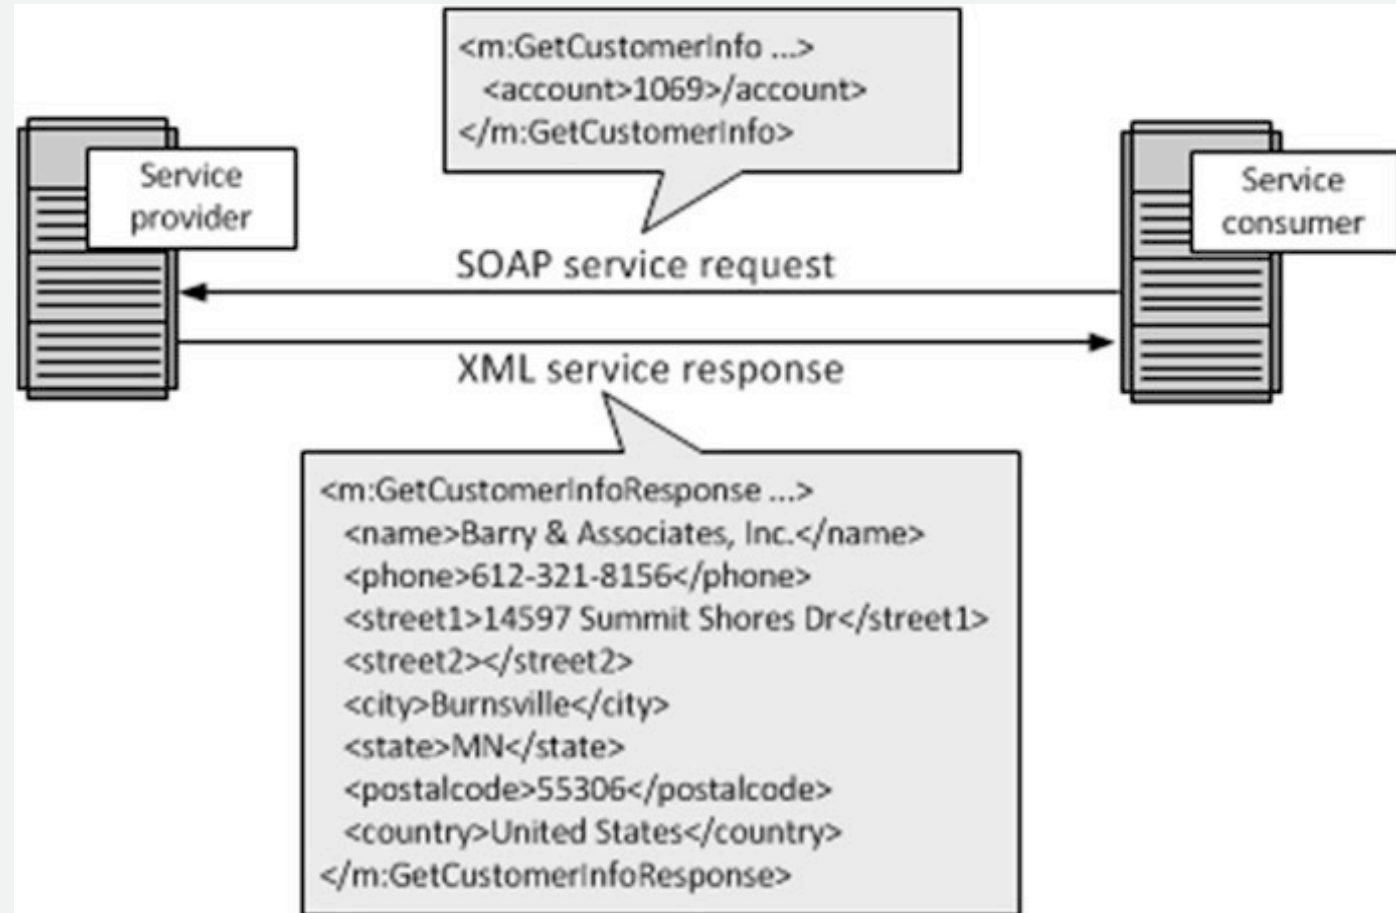 <m:GetCustomerInfo ...>
<account>1069>/account>
</m:GetCustomerInfo>
Service
provider
Service
consumer
SOAP service request
XML service response
<m:GetCustomerInfoResponse ...>
<name>Barry & Associates, Inc.</name>
<phone>612-321-8156</phone>
<street1>14597 Summit Shores Dr</street1>
<street2></street2>
<city>Burnsville</city>
<state>MN</state>
<postalcode>55306</postalcode>
<country>United States</country>
</m:GetCustomerInfoResponse>